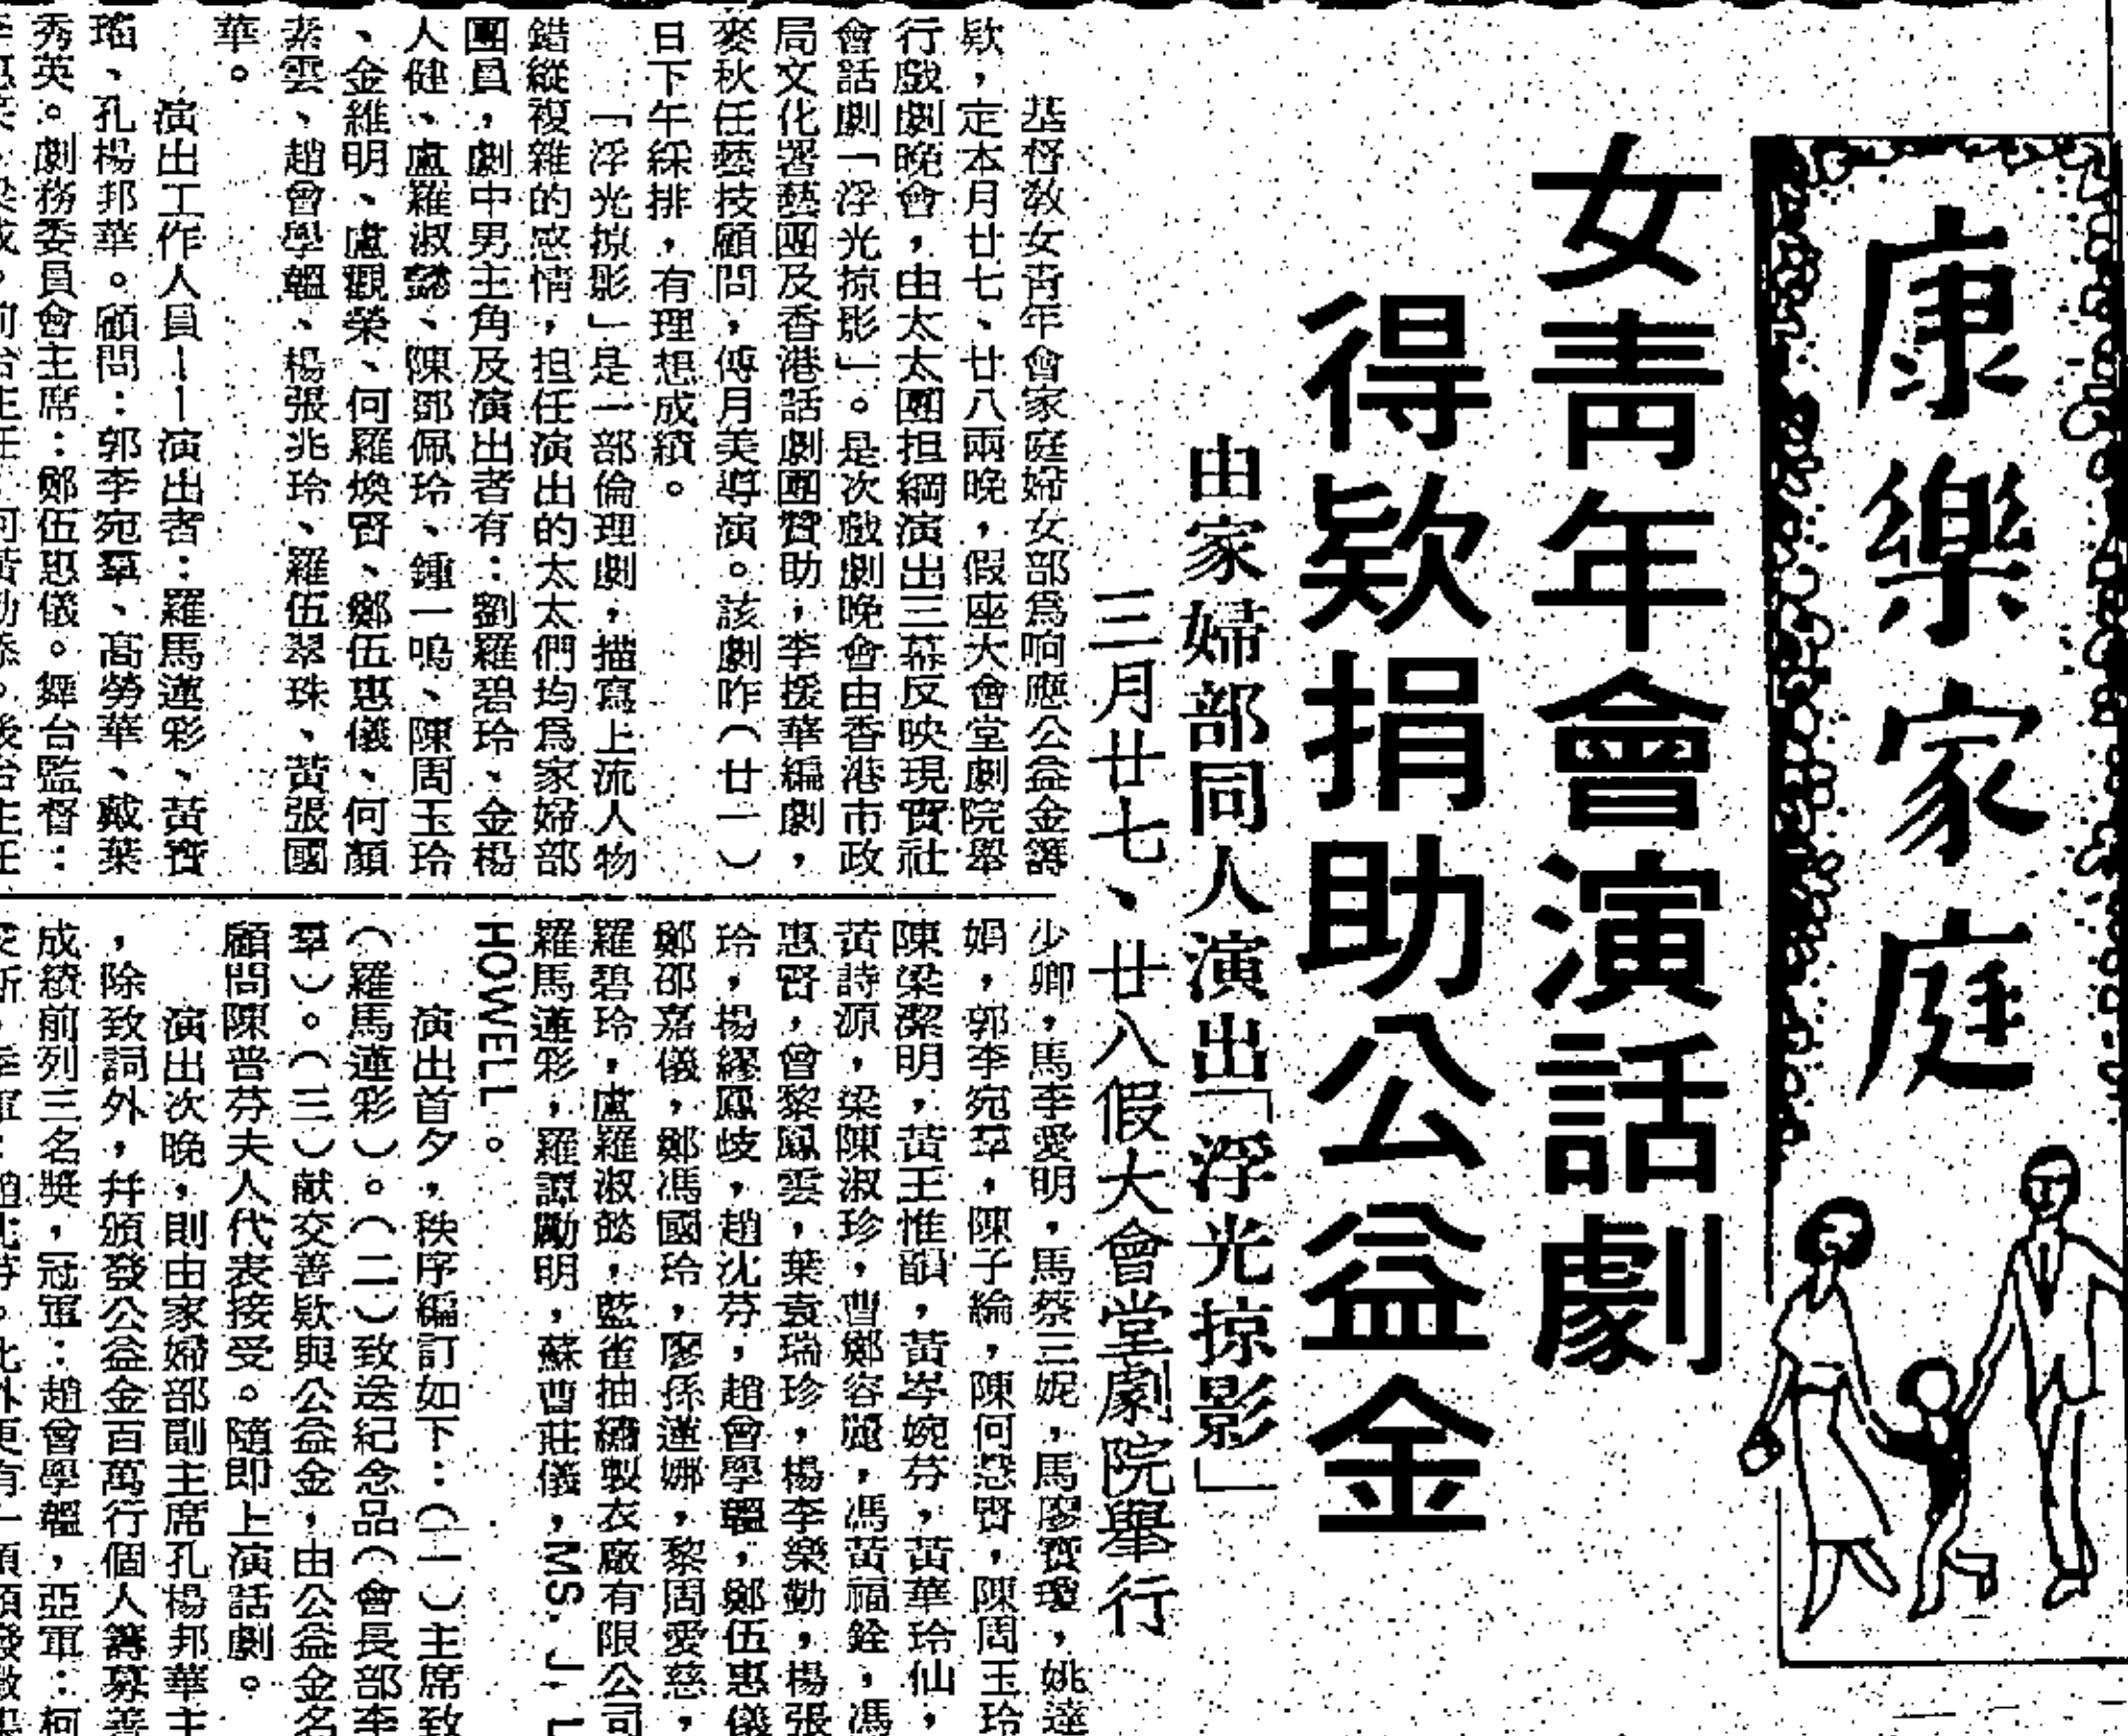 康樂家庭
女青年會演話劇
得欵捐助公益金
由家婦部同人演出「浮光掠影」
三月廿七、廿八假大會堂劇院舉行
基督教女青年會家庭婦女部爲响應公益金籌
欵，定本月廿七、廿八兩晚，假座大會堂劇院舉
行戲劇晚會，由太太團担綱演出三幕反映現實社
會話劇「浮光掠影」。是次戲劇晚會由香港市政
局文化署藝團及香港話劇團贊助，李援華編劇，
麥秋任藝技顧問，傅月美導演。該劇昨（廿一）
日下午綵排，有理想成績。
「浮光掠影」是一部倫理劇，描寫上流人物
錯縱複雜的感情，担任演出的太太們均爲家婦部
團員，劇中男主角及演出者有：劉羅碧玲、金楊
人健、盧羅淑懿、陳鄧佩玲、鍾一鳴、陳周玉玲
、金維明、盧觀榮、何羅煥賢、鄭伍惠儀、何顏
素雲、趙曾學韞、楊張兆玲、羅伍翠珠、黃張國
華。
演出工作人員——演出者：羅馬蓮彩、黃寶
瑤、孔楊邦華。顧問：郭李宛羣、高勞華、戴葉
秀英。劇務委員會主席：鄭伍惠儀。舞台監督：
少卿，馬李愛明，馬蔡三妮，馬廖寶瓊，姚達
娟，郭李宛羣，陳子綸，陳何恐賢，陳周玉玲
陳梁潔明，黃王惟韻，黃岑婉芬，黃華玲仙，
黃詩源，梁陳淑珍，曹鄭容麗，馮黃福銓，馮
惠賢，曾黎鳳雲，葉袁瑞珍，楊李樂勤，楊張
玲，楊繆鳳岐，趙沈芬，趙曾學韞，鄭伍惠儀
鄭邵嘉儀，鄭馮國玲，廖孫蓮娜，黎周愛慈，
羅碧玲，盧羅淑懿，藍雀抽繡製衣廠有限公司
羅馬蓮彩，羅譚勵明，蘇曹莊儀，MS. J. L
HOWELL。
演出首夕，秩序編訂如下：（一）主席致
（羅馬蓮彩）。（二）致送紀念品（會長部李
羣）。（三）献交善欵與公益金，由公益金名
顧問陳普芬夫人代表接受。隨即上演話劇。
演出次晚，則由家婦部副主席孔楊邦華主
，除致詞外，幷頒發公益金百萬行個人籌募善
成績前列三名奬，冠軍：趙曾學韞，亞軍：柯